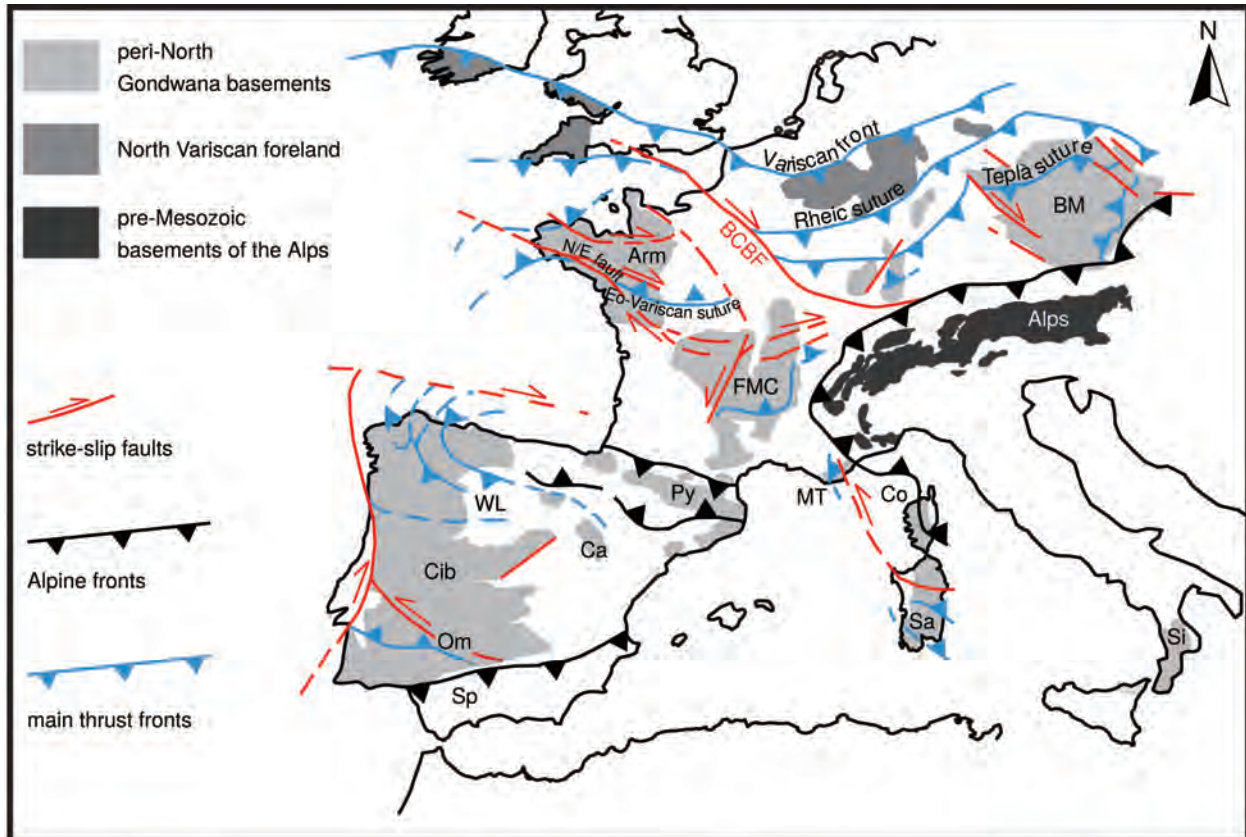 peri-North
Gondwana basements
North Variscan foreland
pre-Mesozoic
basements of the Alps
strike-slip faults
Alpine fronts
main thrust fronts
N
Variscan front
Rheic suture
Teplà suture
BM
BCBF
Arm
N/E fault
Eo-Variscan suture
Alps
FMC
WL
Py
MT
Co
Ca
Cib
Om
Sa
Si
Sp